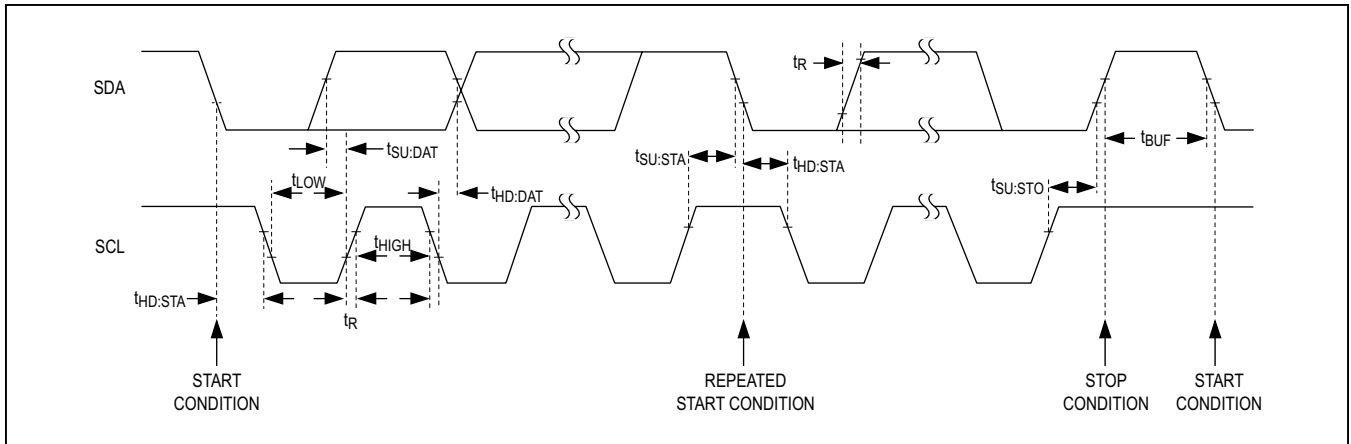 SDA
tR
tSU:DAT
tSU:STA
tHD:STA
tBUF
tLOW
tHD:DAT
tSU:STO
SCL
tHIGH
tHD:STA
tR
START
CONDITION
REPEATED
START CONDITION
STOP
CONDITION
START
CONDITION